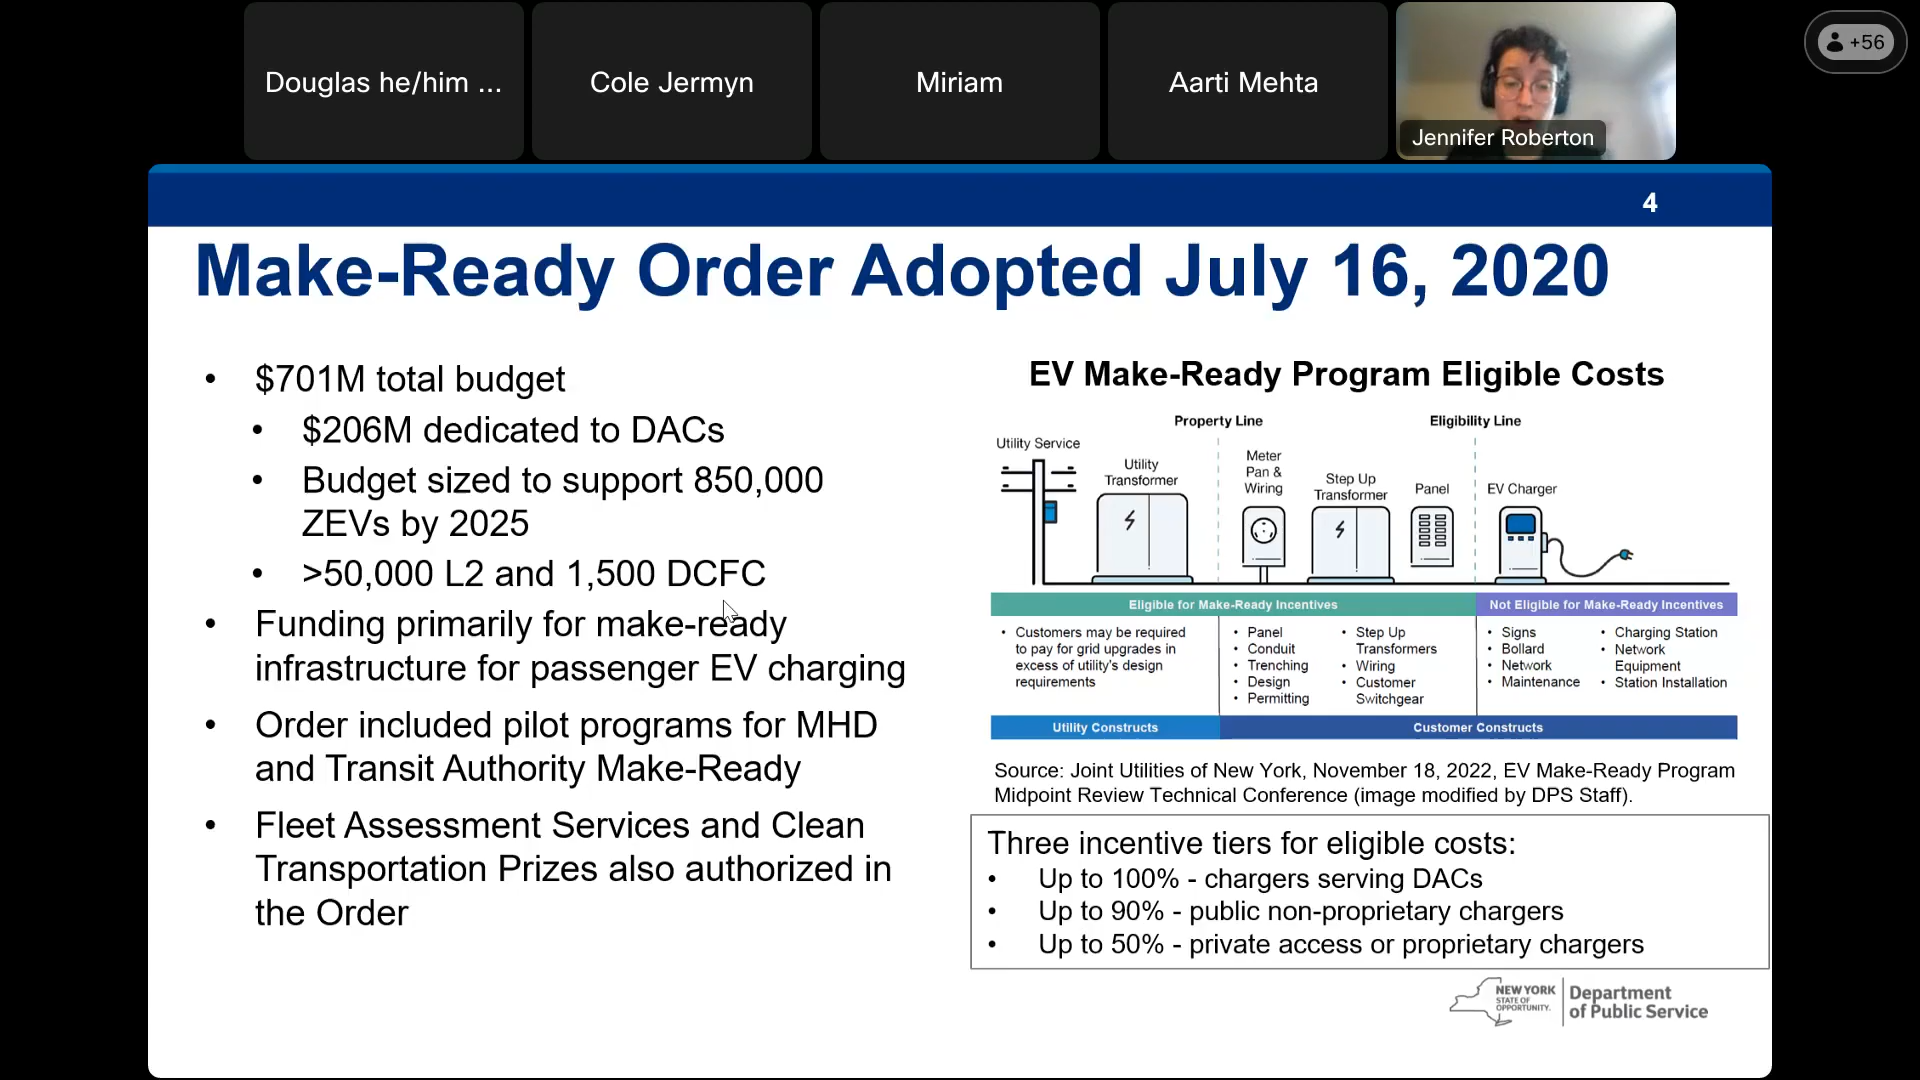 Douglas he/him ...
Cole Jermyn
Miriam
Aarti Mehta
Jennifer Roberton
+56
4
Make-Ready Order Adopted July 16, 2020
• $701M total budget
• $206M dedicated to DACs
• Budget sized to support 850,000
ZEVs by 2025
• >50,000 L2 and 1,500 DCFC
• Funding primarily for make-ready
infrastructure for passenger EV charging
• Order included pilot programs for MHD
and Transit Authority Make-Ready
• Fleet Assessment Services and Clean
Transportation Prizes also authorized in
the Order
EV Make-Ready Program Eligible Costs
Property Line
Eligibility Line
Utility Service
Utility
Transformer
Meter
Pan &
Wiring
Step Up
Transformer
Panel
EV Charger
Eligible for Make-Ready Incentives
Not Eligible for Make-Ready Incentives
• Customers may be required
to pay for grid upgrades in
excess of utility's design
requirements
• Panel
• Conduit
• Trenching
• Design
• Permitting
• Step Up
Transformers
• Wiring
• Customer
Switchgear
• Signs
• Bollard
• Network
• Maintenance
• Charging Station
• Network
Equipment
• Station Installation
Utility Constructs
Customer Constructs
Source: Joint Utilities of New York, November 18, 2022, EV Make-Ready Program
Midpoint Review Technical Conference (image modified by DPS Staff).
Three incentive tiers for eligible costs:
• Up to 100% - chargers serving DACs
• Up to 90% - public non-proprietary chargers
• Up to 50% - private access or proprietary chargers
NEW YORK
STATE OF
OPPORTUNITY.
Department
of Public Service